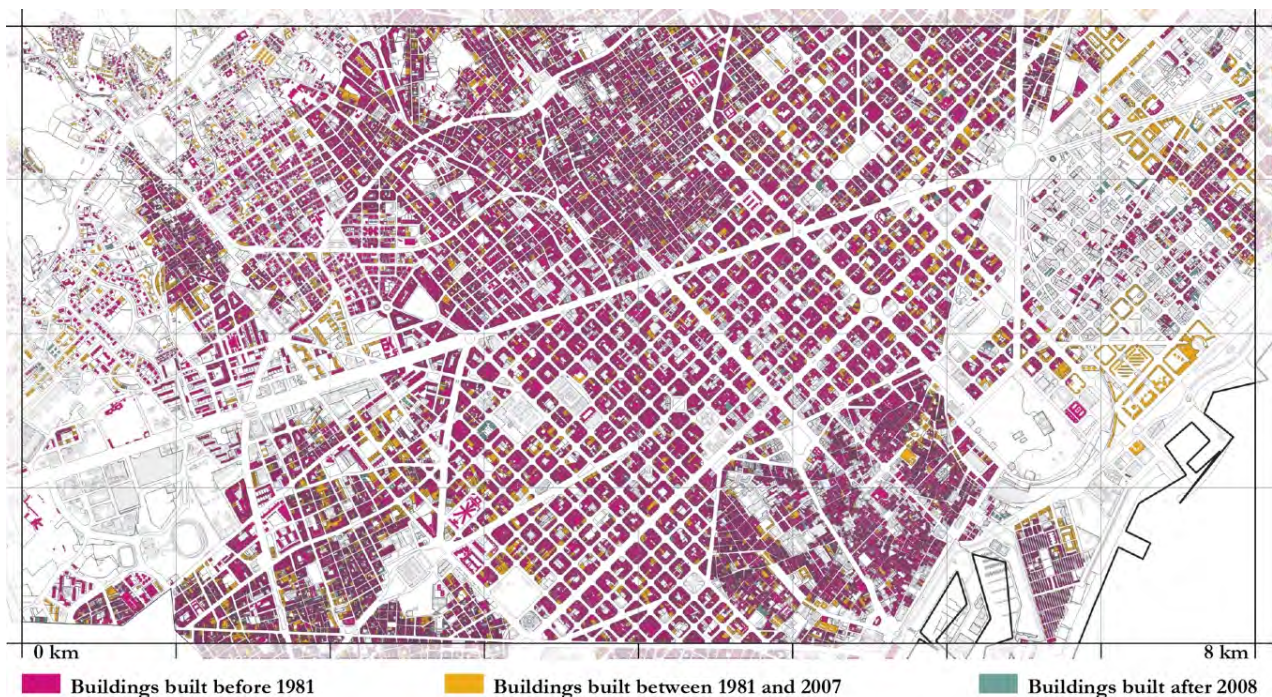 0 km
8 km
Buildings built before 1981
Buildings built between 1981 and 2007
Buildings built after 2008